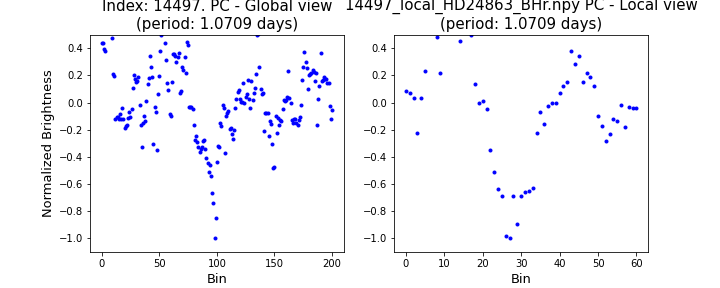 Index: 14497. PC - Global view
(period: 1.0709 days)
14497_local_HD24863_BHr.npy PC - Local view
(period: 1.0709 days)
Normalized Brightness
0.4
0.2
0.0
−0.2
−0.4
−0.6
−0.8
−1.0
0 50 100 150 200
Bin
0.4
0.2
0.0
−0.2
−0.4
−0.6
−0.8
−1.0
0 10 20 30 40 50 60
Bin